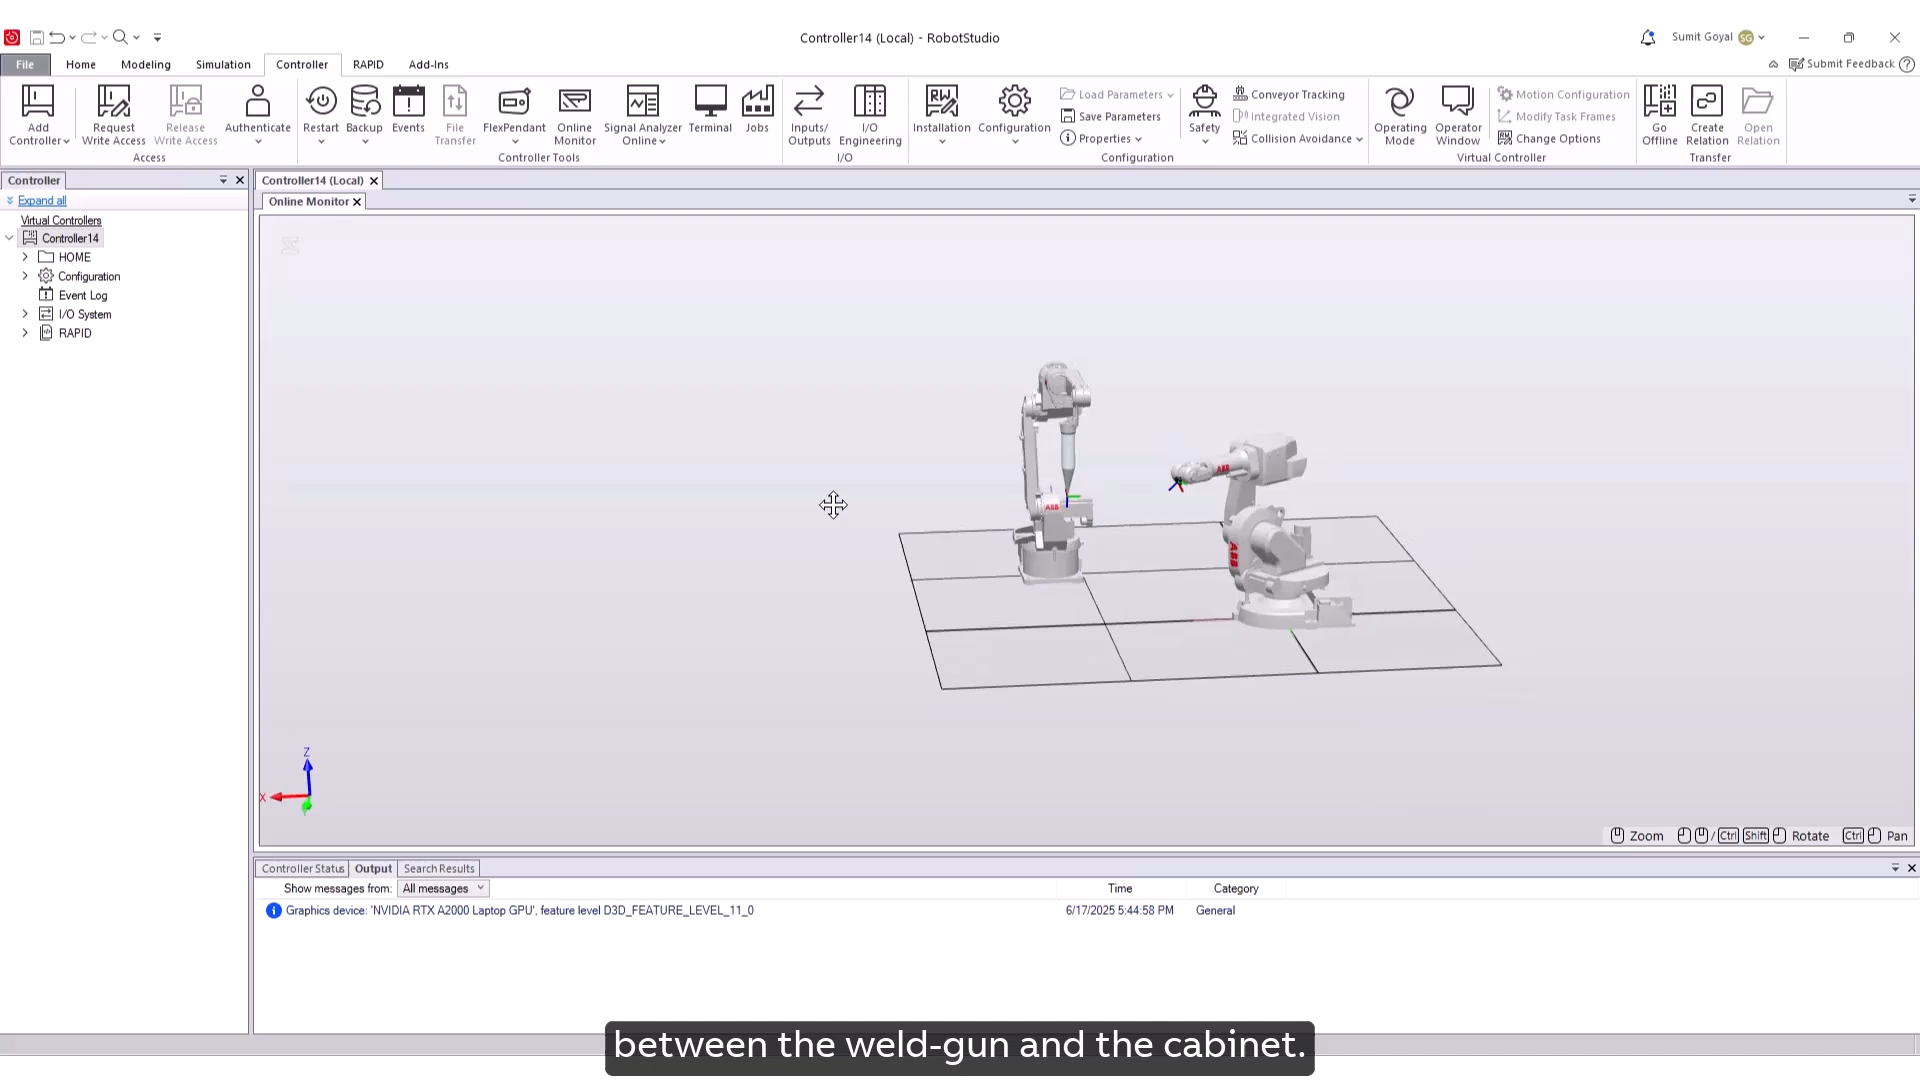 Controller14 (Local) - RobotStudio
Sumit Goyal SG
File Home Modeling Simulation Controller RAPID Add-Ins
Submit Feedback ?
Add Controller
Request Write Access
Release Write Access
Authenticate
Access
Restart
Backup
Events
File Transfer
FlexPendant
Online Monitor
Signal Analyzer Online
Terminal
Jobs
Controller Tools
Inputs/ Outputs
I/O Engineering
I/O
Installation
Configuration
Load Parameters
Save Parameters
Properties
Safety
Conveyor Tracking
Integrated Vision
Collision Avoidance
Configuration
Operating Mode
Operator Window
Motion Configuration
Modify Task Frames
Change Options
Virtual Controller
Go Offline
Create Relation
Open Relation
Transfer
Controller
Expand all
Virtual Controllers
Controller14
HOME
Configuration
Event Log
I/O System
RAPID
Controller14 (Local)
Online Monitor
ABB
ABB
ABB
Z
X
Y
Zoom / Ctrl Shift Rotate Ctrl Pan
Controller Status Output Search Results
Show messages from: All messages Time Category
Graphics device: 'NVIDIA RTX A2000 Laptop GPU', feature level D3D_FEATURE_LEVEL_11_0 6/17/2025 5:44:58 PM General
between the weld-gun and the cabinet.